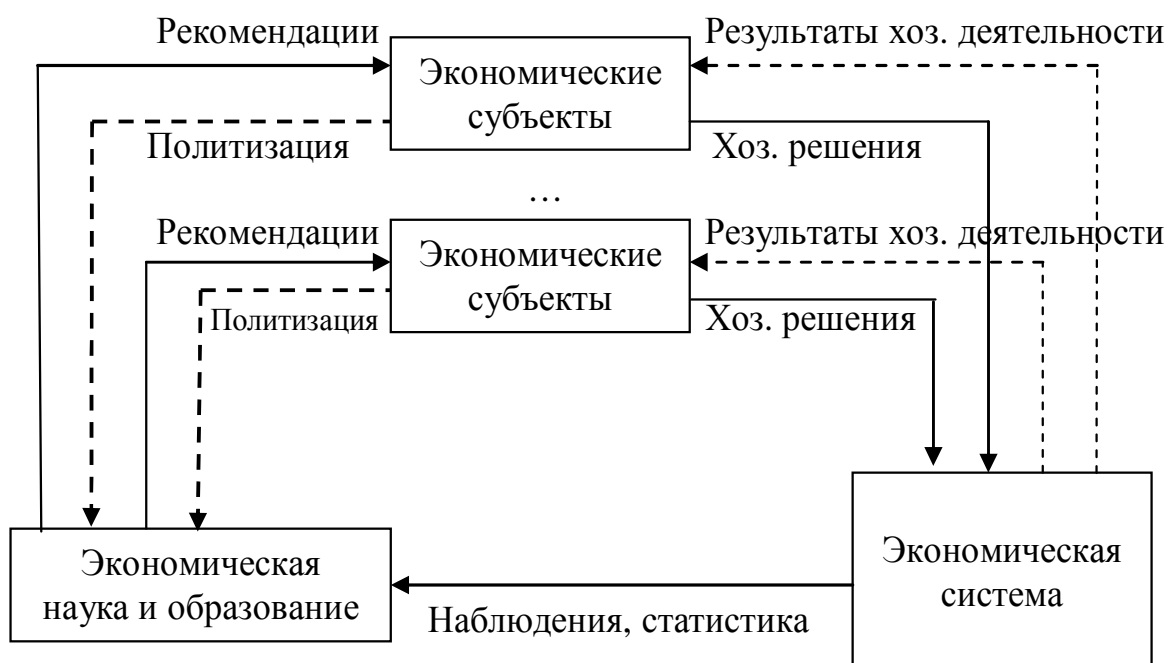 Рекомендации
Результаты хоз. деятельности
Экономические
субъекты
Политизация
Хоз. решения
…
Рекомендации
Результаты хоз. деятельности
Экономические
субъекты
Политизация
Хоз. решения
Экономическая
наука и образование
Экономическая
система
Наблюдения, статистика